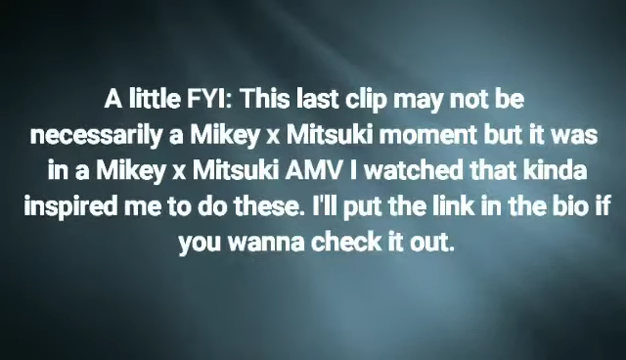 A little FYI: This last clip may not be
necessarily a Mikey x Mitsuki moment but it was
in a Mikey x Mitsuki AMV I watched that kinda
inspired me to do these. I'll put the link in the bio if
you wanna check it out.